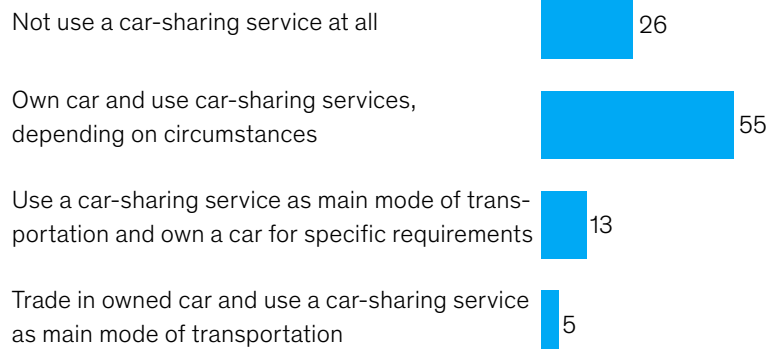 Not use a car-sharing service at all 26
Own car and use car-sharing services,
depending on circumstances 55
Use a car-sharing service as main mode of trans-
portation and own a car for specific requirements 13
Trade in owned car and use a car-sharing service
as main mode of transportation 5